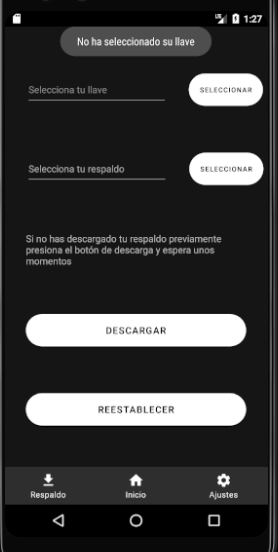 1:27
No ha seleccionado su llave
Selecciona tu llave
SELECCIONAR
Selecciona tu respaldo
SELECCIONAR
Si no has descargado tu respaldo previamente
presiona el botón de descarga y espera unos
momentos
DESCARGAR
REESTABLECER
Respaldo
Inicio
Ajustes